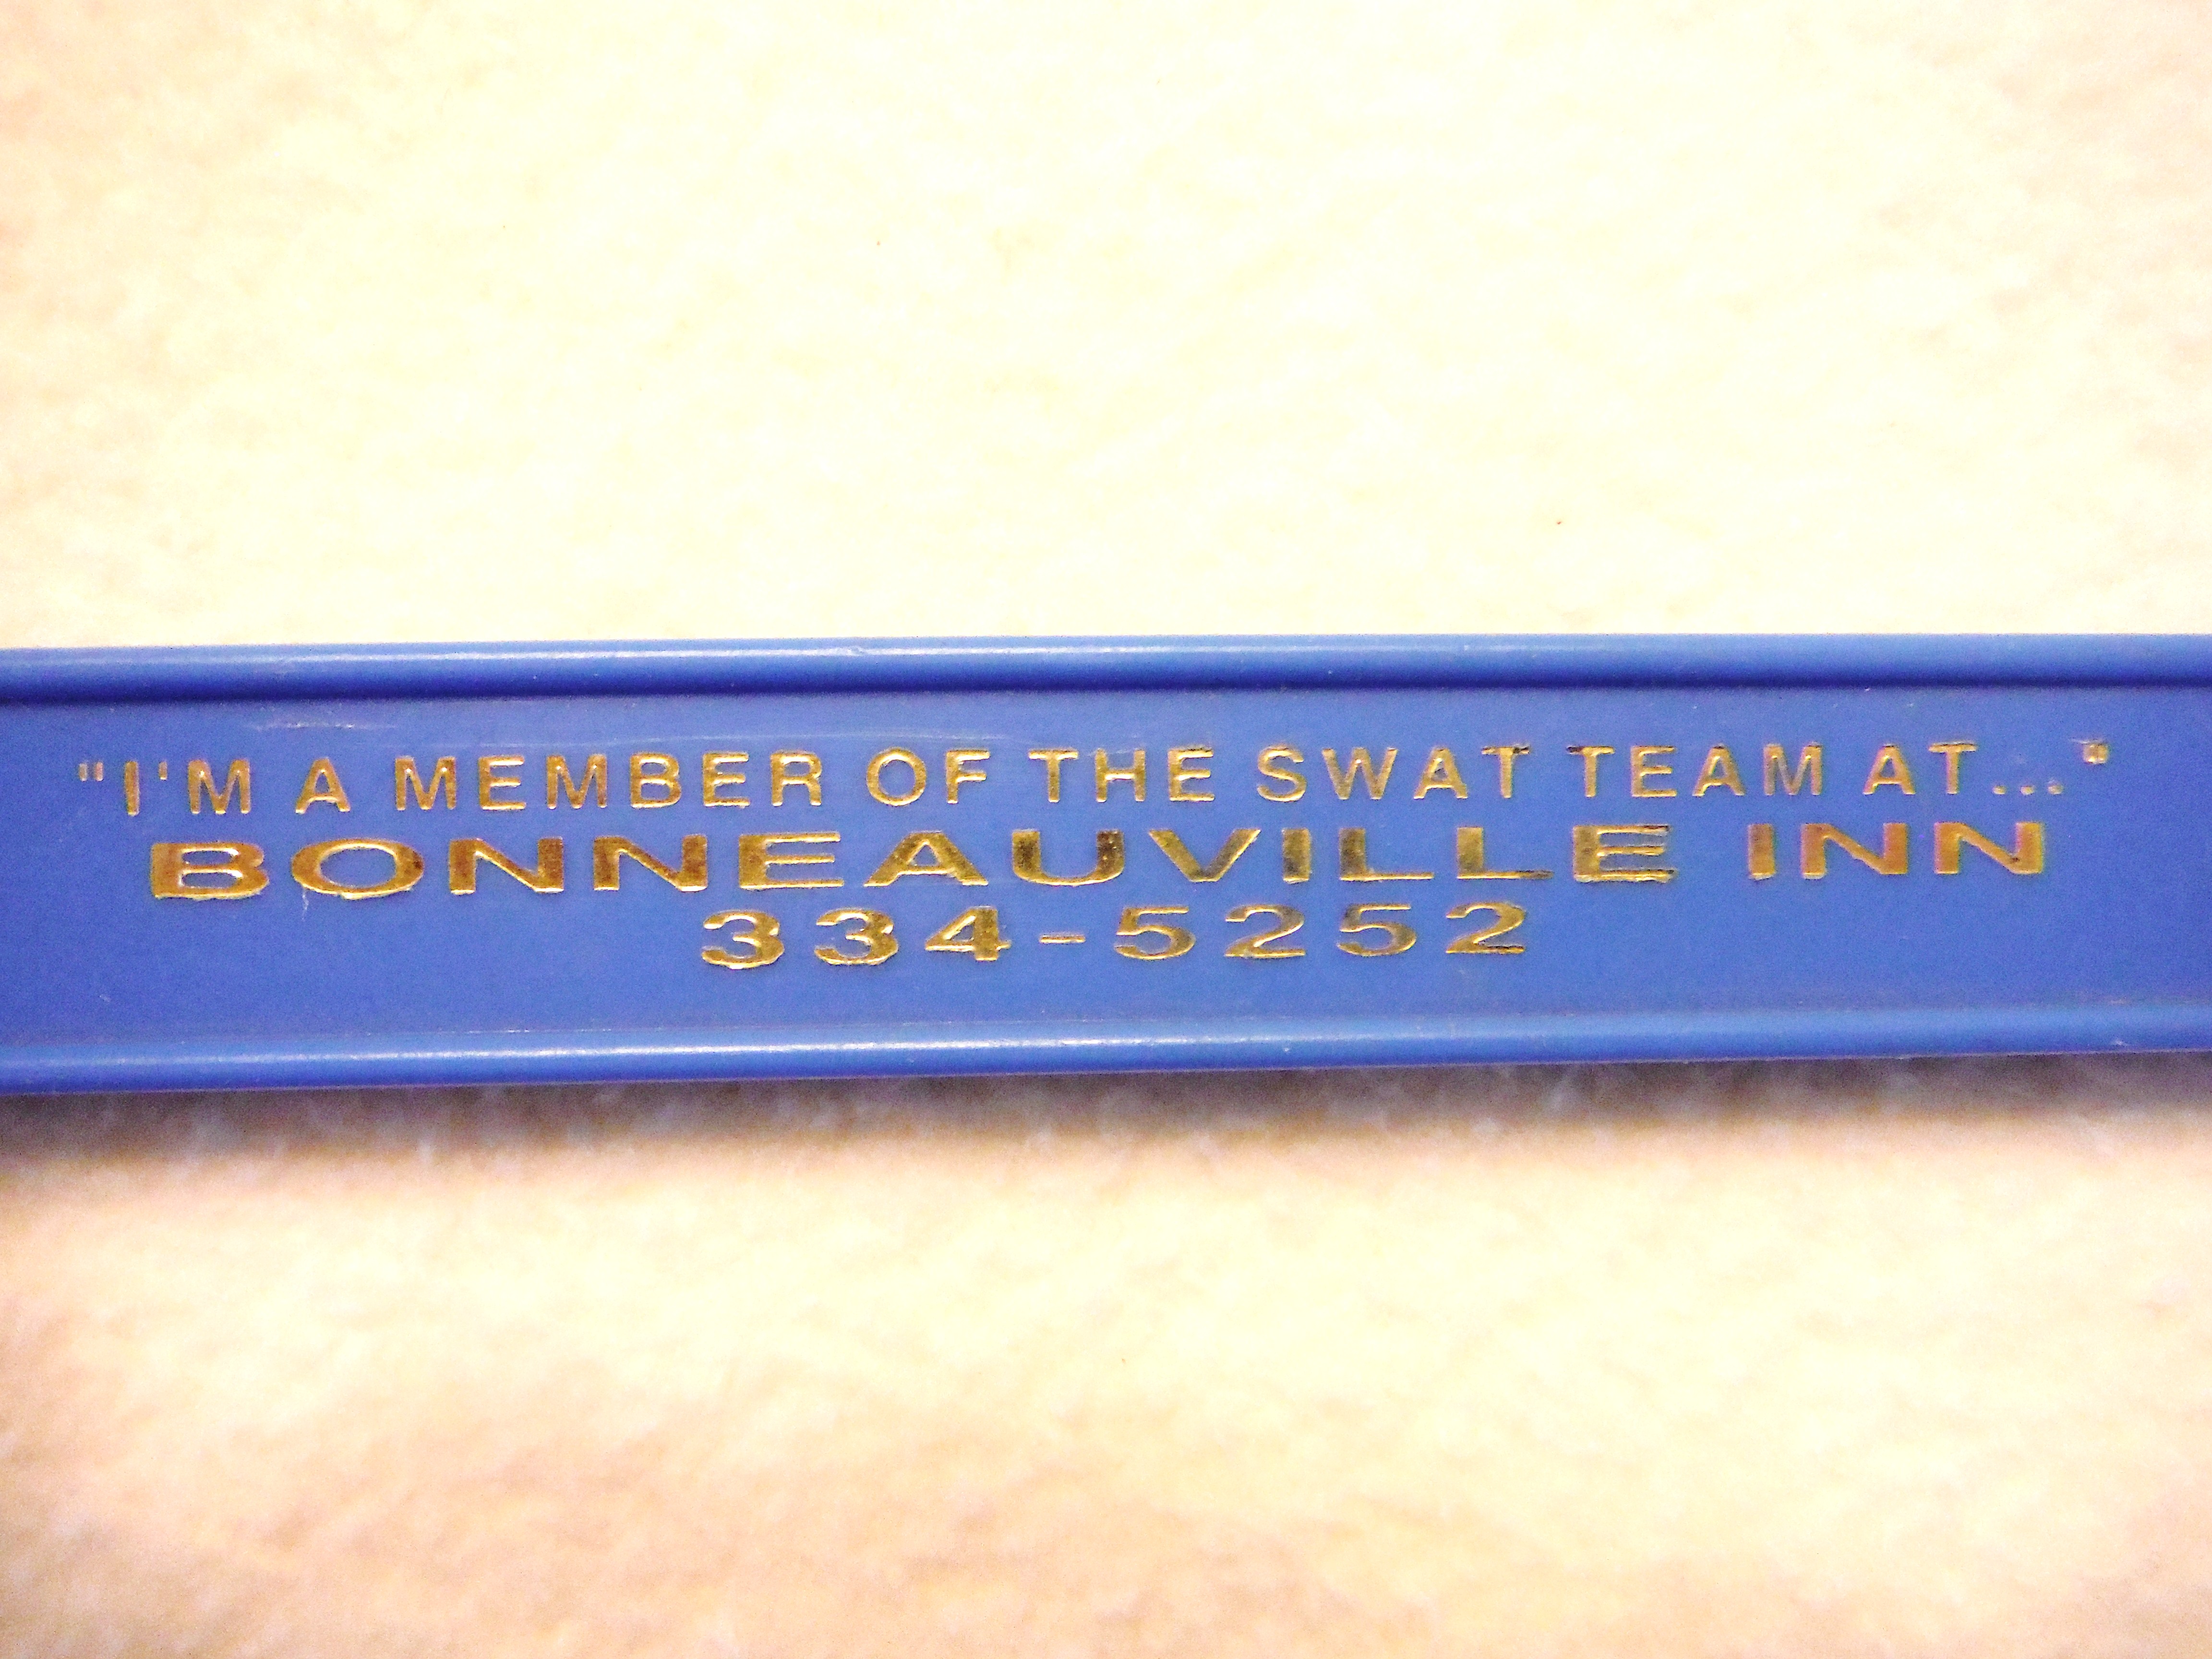 "I'M A MEMBER OF THE SWAT TEAM AT..."
BONNEAUVILLE INN
334-5252